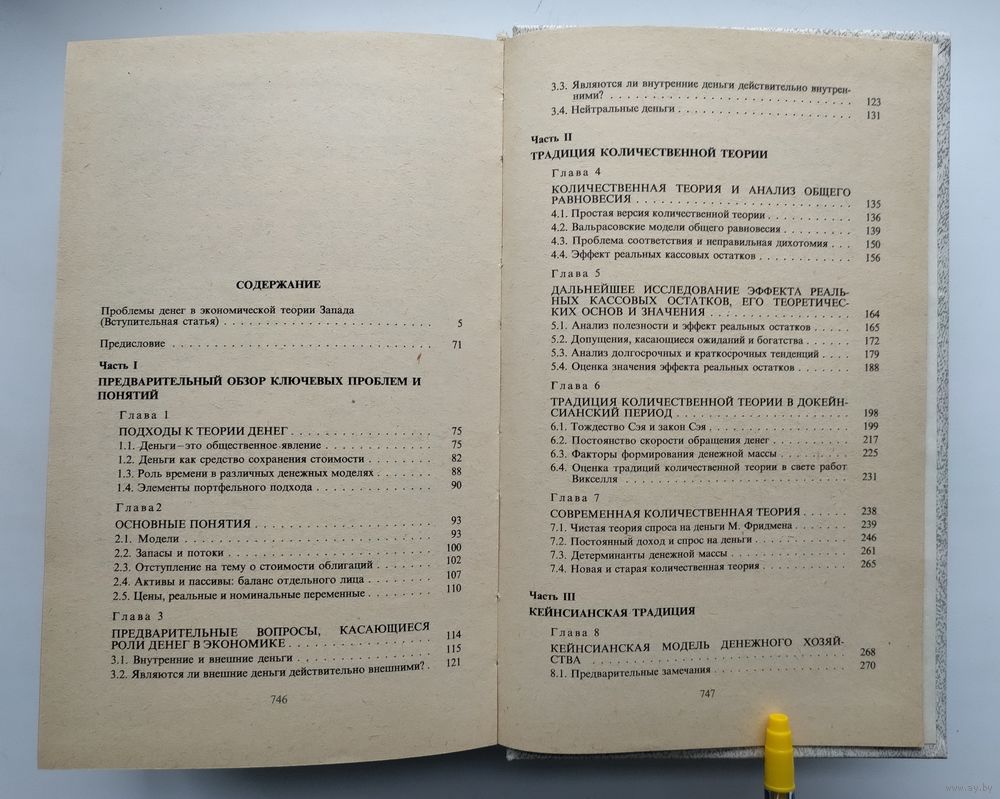 СОДЕРЖАНИЕ
Проблемы денег в экономической теории Запада
(Вступительная статья) . . . . . . . . . . . . . . . . . . . . 5
Предисловие . . . . . . . . . . . . . . . . . . . . . . . . 71
Часть I
ПРЕДВАРИТЕЛЬНЫЙ ОБЗОР КЛЮЧЕВЫХ ПРОБЛЕМ И
ПОНЯТИЙ
Глава 1
ПОДХОДЫ К ТЕОРИИ ДЕНЕГ . . . . . . . . . . . . . 75
1.1. Деньги – это общественное явление . . . . . . . . . . 75
1.2. Деньги как средство сохранения стоимости . . . . . . 82
1.3. Роль времени в различных денежных моделях . . . . . 88
1.4. Элементы портфельного подхода . . . . . . . . . . . 90
Глава2
ОСНОВНЫЕ ПОНЯТИЯ . . . . . . . . . . . . . . . . 93
2.1. Модели . . . . . . . . . . . . . . . . . . . . . . . 93
2.2. Запасы и потоки . . . . . . . . . . . . . . . . . . 100
2.3. Отступление на тему о стоимости облигаций . . . . . 102
2.4. Активы и пассивы: баланс отдельного лица . . . . . . 107
2.5. Цены, реальные и номинальные переменные . . . . . . 110
Глава 3
ПРЕДВАРИТЕЛЬНЫЕ ВОПРОСЫ, КАСАЮЩИЕСЯ
РОЛИ ДЕНЕГ В ЭКОНОМИКЕ . . . . . . . . . . . . . 114
3.1. Внутренние и внешние деньги . . . . . . . . . . . . 115
3.2. Являются ли внешние деньги действительно внешними? . 121
746
3.3. Являются ли внутренние деньги действительно внутрен-
ними? . . . . . . . . . . . . . . . . . . . . . . . 123
3.4. Нейтральные деньги . . . . . . . . . . . . . . . . . 131
Часть II
ТРАДИЦИЯ КОЛИЧЕСТВЕННОЙ ТЕОРИИ
Глава 4
КОЛИЧЕСТВЕННАЯ ТЕОРИЯ И АНАЛИЗ ОБЩЕГО
РАВНОВЕСИЯ . . . . . . . . . . . . . . . . . . . . 135
4.1. Простая версия количественной теории . . . . . . . . 136
4.2. Вальрасовские модели общего равновесия . . . . . . . 139
4.3. Проблема соответствия и неправильная дихотомия . . . 150
4.4. Эффект реальных кассовых остатков . . . . . . . . . 156
Глава 5
ДАЛЬНЕЙШЕЕ ИССЛЕДОВАНИЕ ЭФФЕКТА РЕАЛЬ-
НЫХ КАССОВЫХ ОСТАТКОВ, ЕГО ТЕОРЕТИЧЕС-
КИХ ОСНОВ И ЗНАЧЕНИЯ . . . . . . . . . . . . . . 164
5.1. Анализ полезности и эффект реальных остатков . . . . 165
5.2. Допущения, касающиеся ожиданий и богатства . . . . . 172
5.3. Анализ долгосрочных и краткосрочных тенденций . . . 179
5.4. Оценка значения эффекта реальных остатков . . . . . . 188
Глава 6
ТРАДИЦИЯ КОЛИЧЕСТВЕННОЙ ТЕОРИИ В ДОКЕЙН-
СИАНСКИЙ ПЕРИОД . . . . . . . . . . . . . . . . . 198
6.1. Тождество Сэя и закон Сэя . . . . . . . . . . . . . 199
6.2. Постоянство скорости обращения денег . . . . . . . . 217
6.3. Факторы формирования денежной массы . . . . . . . . 225
6.4. Оценка традиций количественной теории в свете работ
Викселля . . . . . . . . . . . . . . . . . . . . . . 231
Глава 7
СОВРЕМЕННАЯ КОЛИЧЕСТВЕННАЯ ТЕОРИЯ . . . . . . 238
7.1. Чистая теория спроса на деньги М. Фридмена . . . . . 239
7.2. Постоянный доход и спрос на деньги . . . . . . . . . 246
7.3. Детерминанты денежной массы . . . . . . . . . . . . 261
7.4. Новая и старая количественная теория . . . . . . . . 265
Часть III
КЕЙНСИАНСКАЯ ТРАДИЦИЯ
Глава 8
КЕЙНСИАНСКАЯ МОДЕЛЬ ДЕНЕЖНОГО ХОЗЯЙ-
СТВА . . . . . . . . . . . . . . . . . . . . . . . . 268
8.1. Предварительные замечания . . . . . . . . . . . . . 270
747
www.ay.by